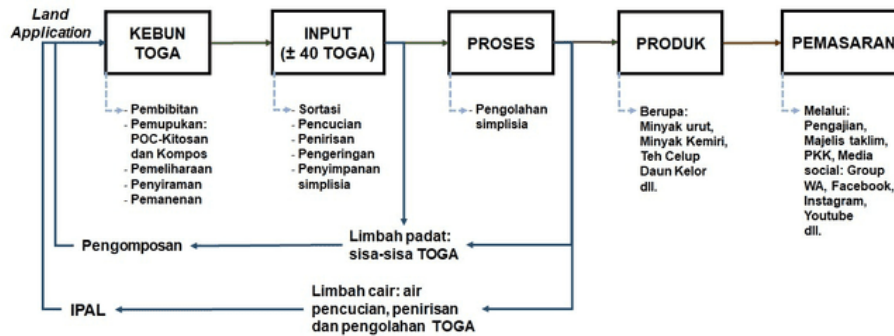 Land
Application
KEBUN
TOGA
INPUT
(± 40 TOGA)
PROSES
PRODUK
PEMASARAN
- Pembibitan
- Pemupukan:
POC-Kitosan
dan Kompos
- Pemeliharaan
- Penyiraman
- Pemanenan
- Sortasi
- Pencucian
- Penirisan
- Pengeringan
- Penyimpanan
simplisia
- Pengolahan
simplisia
Berupa:
Minyak urut,
Minyak Kemiri,
Teh Celup
Daun Kelor
dll.
Melalui:
Pengajian,
Majelis taklim,
PKK, Media
social: Group
WA, Facebook,
Instagram,
Youtube
dll.
Pengomposan
Limbah padat:
sisa-sisa TOGA
IPAL
Limbah cair: air
pencucian, penirisan
dan pengolahan TOGA